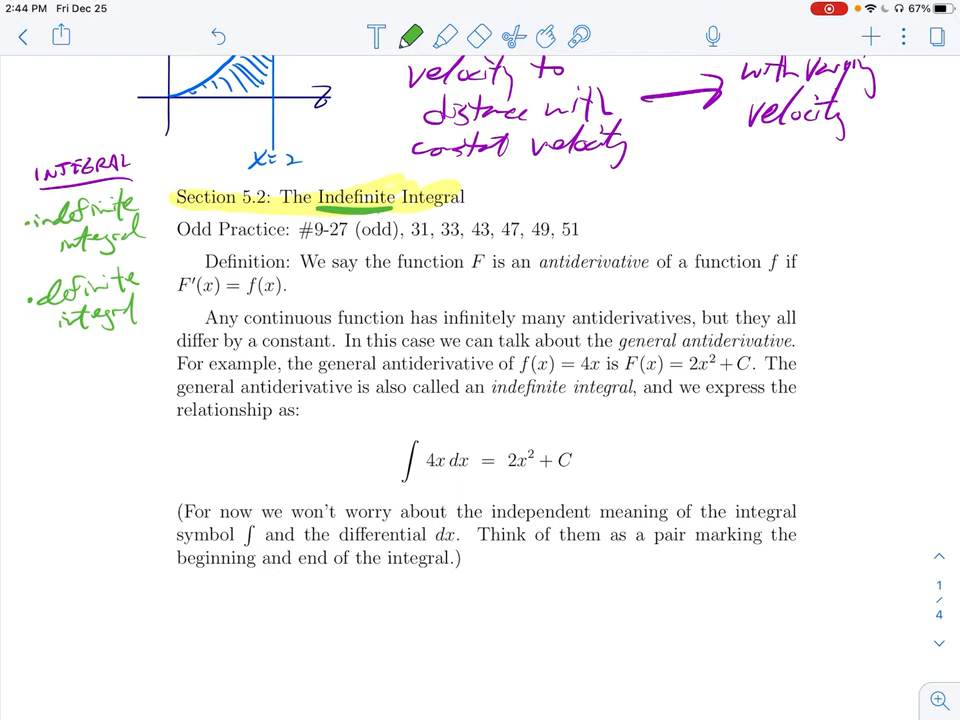 2:44 PM Fri Dec 25
67%
velocity to
distance with
constant velocity
with varying
velocity
x=2
INTEGRAL
• indefinite
integral
• definite
integral
Section 5.2: The Indefinite Integral
Odd Practice: #9-27 (odd), 31, 33, 43, 47, 49, 51
Definition: We say the function F is an antiderivative of a function f if
F′(x) = f(x).
Any continuous function has infinitely many antiderivatives, but they all
differ by a constant. In this case we can talk about the general antiderivative.
For example, the general antiderivative of f(x) = 4x is F(x) = 2x² + C. The
general antiderivative is also called an indefinite integral, and we express the
relationship as:
∫ 4x dx = 2x² + C
(For now we won't worry about the independent meaning of the integral
symbol ∫ and the differential dx. Think of them as a pair marking the
beginning and end of the integral.)
1
/
4